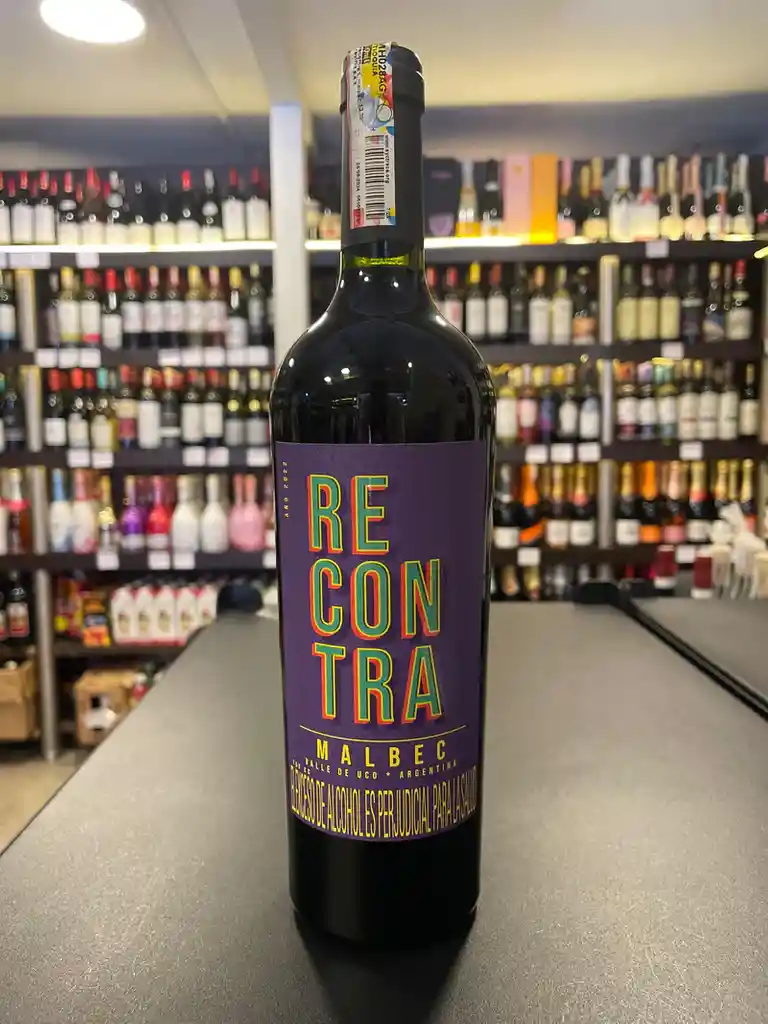 RE
CON
TRA
MALBEC
VALLE DE UCO * ARGENTINA
EL EXCESO DE ALCOHOL ES PERJUDICIAL PARA LA SALUD